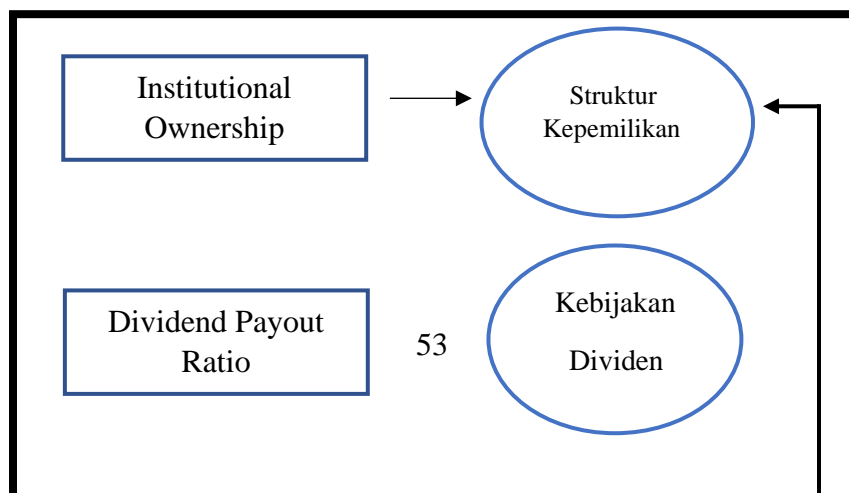 Institutional
Ownership
Struktur
Kepemilikan
Dividend Payout
Ratio
53
Kebijakan
Dividen